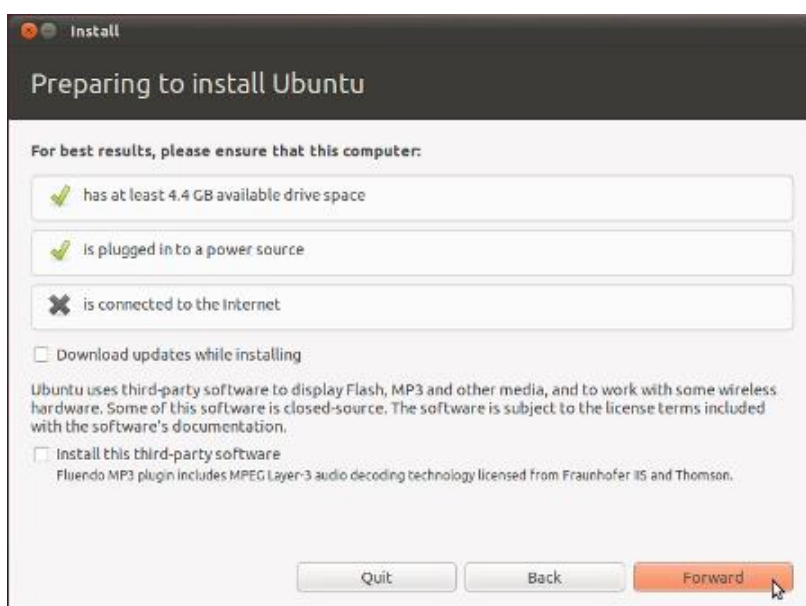 Install
Preparing to install Ubuntu
For best results, please ensure that this computer:
has at least 4.4 GB available drive space
is plugged in to a power source
is connected to the Internet
Download updates while installing
Ubuntu uses third-party software to display Flash, MP3 and other media, and to work with some wireless
hardware. Some of this software is closed-source. The software is subject to the license terms included
with the software's documentation.
Install this third-party software
Fluendo MP3 plugin includes MPEG Layer-3 audio decoding technology licensed from Fraunhofer IIS and Thomson.
Quit
Back
Forward